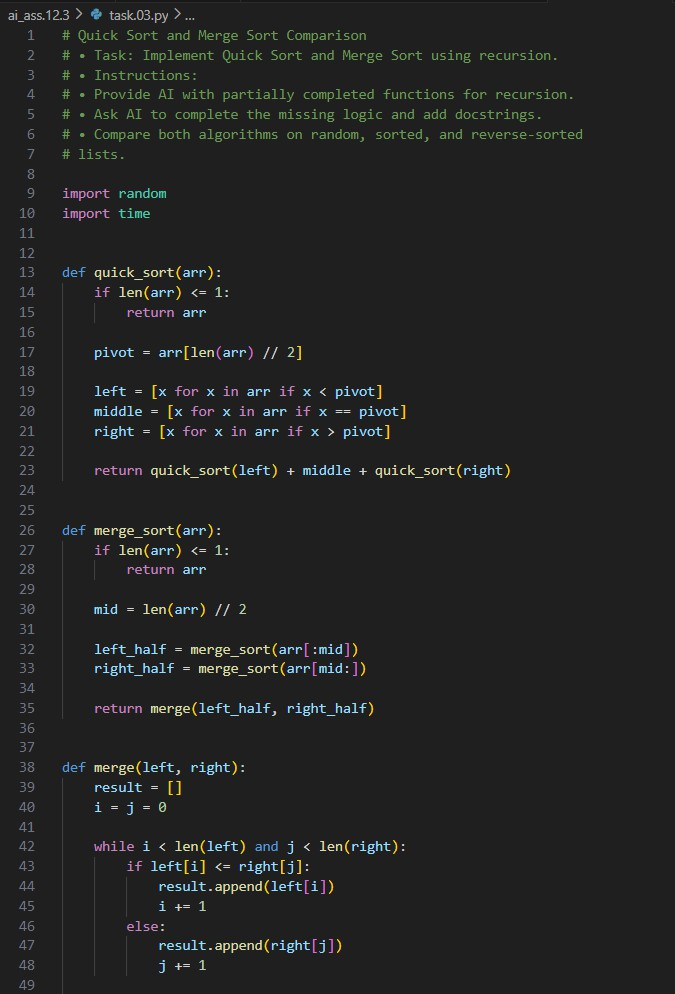 ai_ass.12.3 > task.03.py > ...
1 # Quick Sort and Merge Sort Comparison
2 # • Task: Implement Quick Sort and Merge Sort using recursion.
3 # • Instructions:
4 # • Provide AI with partially completed functions for recursion.
5 # • Ask AI to complete the missing logic and add docstrings.
6 # • Compare both algorithms on random, sorted, and reverse-sorted
7 # lists.
8
9 import random
10 import time
11
12
13 def quick_sort(arr):
14     if len(arr) <= 1:
15         return arr
16
17     pivot = arr[len(arr) // 2]
18
19     left = [x for x in arr if x < pivot]
20     middle = [x for x in arr if x == pivot]
21     right = [x for x in arr if x > pivot]
22
23     return quick_sort(left) + middle + quick_sort(right)
24
25
26 def merge_sort(arr):
27     if len(arr) <= 1:
28         return arr
29
30     mid = len(arr) // 2
31
32     left_half = merge_sort(arr[:mid])
33     right_half = merge_sort(arr[mid:])
34
35     return merge(left_half, right_half)
36
37
38 def merge(left, right):
39     result = []
40     i = j = 0
41
42     while i < len(left) and j < len(right):
43         if left[i] <= right[j]:
44             result.append(left[i])
45             i += 1
46         else:
47             result.append(right[j])
48             j += 1
49